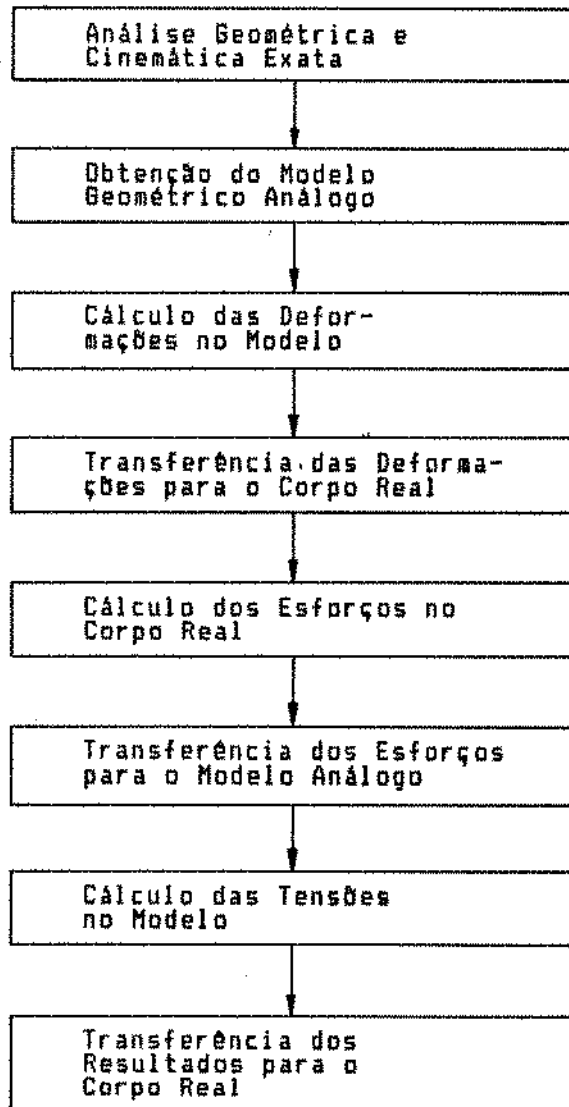 Análise Geométrica e
Cinemática Exata
Obtenção do Modelo
Geométrico Análogo
Cálculo das Defor-
mações no Modelo
Transferência das Deforma-
ções para o Corpo Real
Cálculo dos Esforços no
Corpo Real
Transferência dos Esforços
para o Modelo Análogo
Cálculo das Tensões
no Modelo
Transferência dos
Resultados para o
Corpo Real